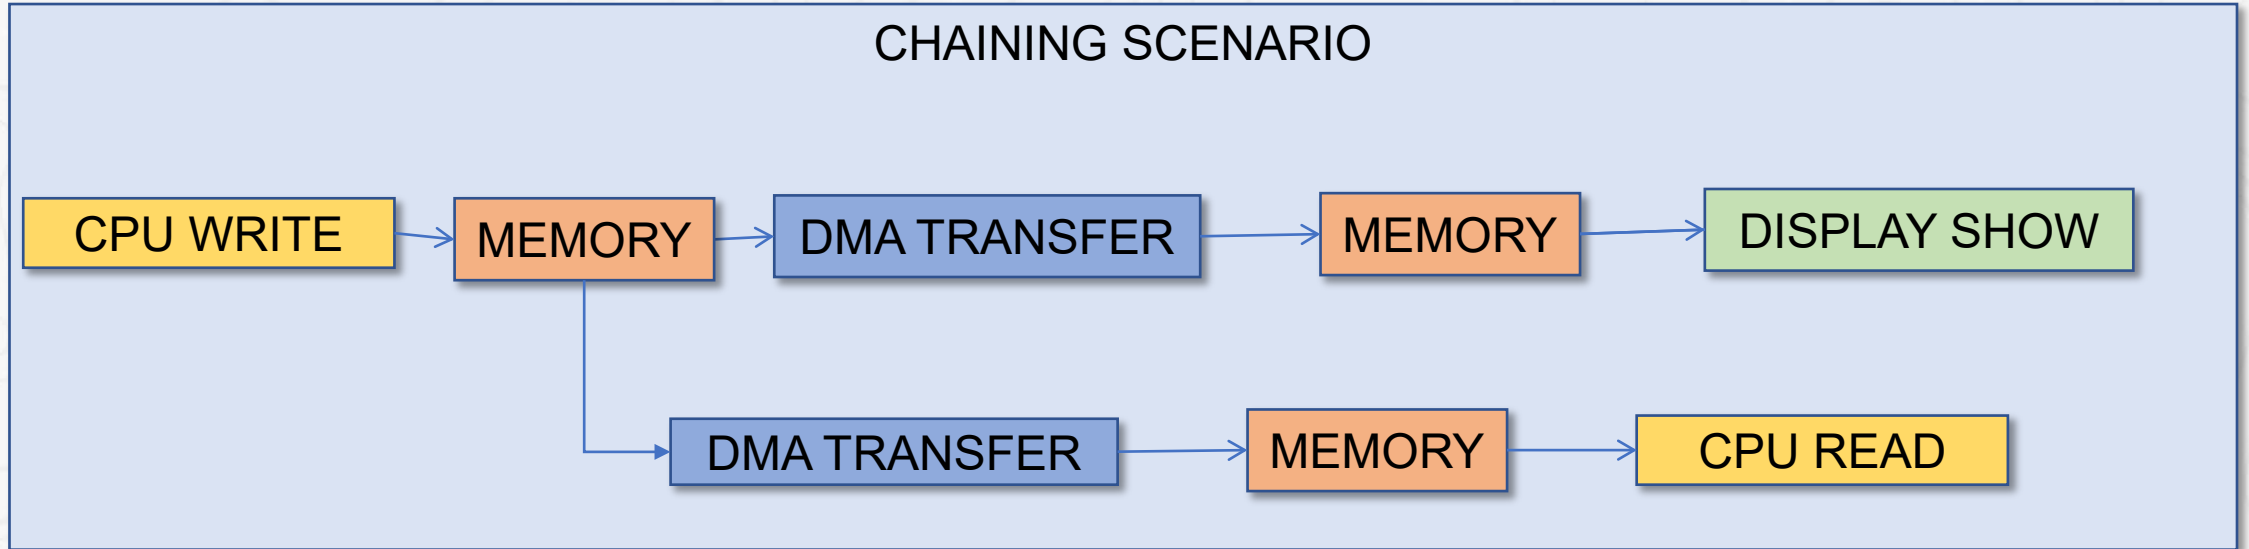 CHAINING SCENARIO
CPU WRITE
MEMORY
DMA TRANSFER
MEMORY
DISPLAY SHOW
DMA TRANSFER
MEMORY
CPU READ